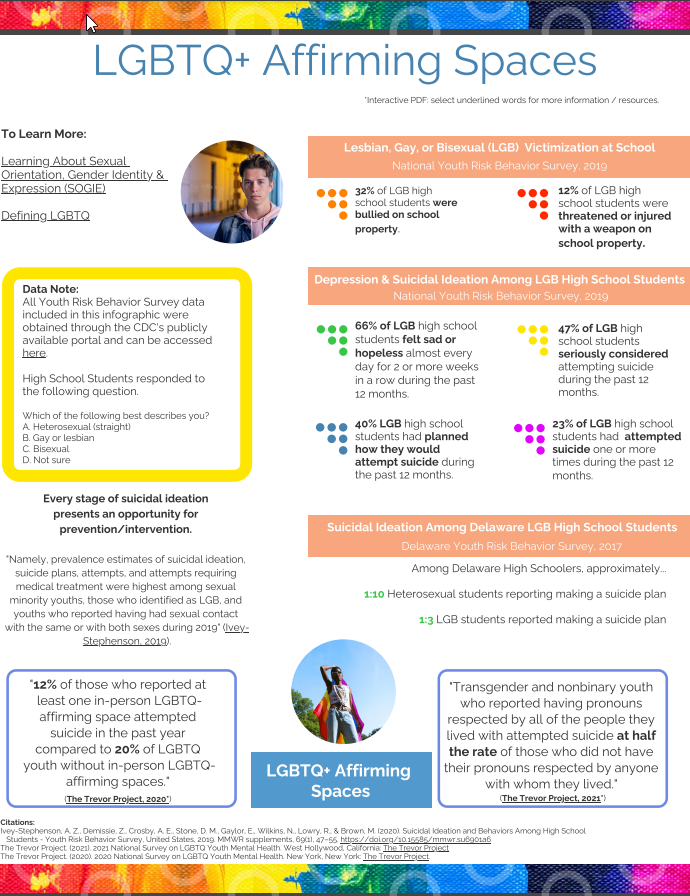 LGBTQ+ Affirming Spaces
*Interactive PDF: select underlined words for more information / resources.
To Learn More:
Learning About Sexual
Orientation, Gender Identity &
Expression (SOGIE)
Defining LGBTQ
Lesbian, Gay, or Bisexual (LGB) Victimization at School
National Youth Risk Behavior Survey, 2019
32% of LGB high
school students were
bullied on school
property.
12% of LGB high
school students were
threatened or injured
with a weapon on
school property.
Data Note:
All Youth Risk Behavior Survey data
included in this infographic were
obtained through the CDC's publicly
available portal and can be accessed
here.
High School Students responded to
the following question.
Which of the following best describes you?
A. Heterosexual (straight)
B. Gay or lesbian
C. Bisexual
D. Not sure
Depression & Suicidal Ideation Among LGB High School Students
National Youth Risk Behavior Survey, 2019
66% of LGB high school
students felt sad or
hopeless almost every
day for 2 or more weeks
in a row during the past
12 months.
47% of LGB high
school students
seriously considered
attempting suicide
during the past 12
months.
40% LGB high school
students had planned
how they would
attempt suicide during
the past 12 months.
23% of LGB high school
students had attempted
suicide one or more
times during the past 12
months.
Every stage of suicidal ideation
presents an opportunity for
prevention/intervention.
"Namely, prevalence estimates of suicidal ideation,
suicide plans, attempts, and attempts requiring
medical treatment were highest among sexual
minority youths, those who identified as LGB, and
youths who reported having had sexual contact
with the same or with both sexes during 2019" (Ivey-
Stephenson, 2019).
Suicidal Ideation Among Delaware LGB High School Students
Delaware Youth Risk Behavior Survey, 2017
Among Delaware High Schoolers, approximately...
1:10 Heterosexual students reporting making a suicide plan
1:3 LGB students reported making a suicide plan
"12% of those who reported at
least one in-person LGBTQ-
affirming space attempted
suicide in the past year
compared to 20% of LGBTQ
youth without in-person LGBTQ-
affirming spaces."
(The Trevor Project, 2020")
LGBTQ+ Affirming
Spaces
"Transgender and nonbinary youth
who reported having pronouns
respected by all of the people they
lived with attempted suicide at half
the rate of those who did not have
their pronouns respected by anyone
with whom they lived."
(The Trevor Project, 2021")
Citations:
Ivey-Stephenson, A. Z., Demissie, Z., Crosby, A. E., Stone, D. M., Gaylor, E., Wilkins, N., Lowry, R., & Brown, M. (2020). Suicidal Ideation and Behaviors Among High School
Students - Youth Risk Behavior Survey, United States, 2019. MMWR supplements, 69(1), 47–55. https://doi.org/10.15585/mmwr.su6901a6
The Trevor Project. (2021). 2021 National Survey on LGBTQ Youth Mental Health. West Hollywood, California: The Trevor Project
The Trevor Project. (2020). 2020 National Survey on LGBTQ Youth Mental Health. New York, New York: The Trevor Project.